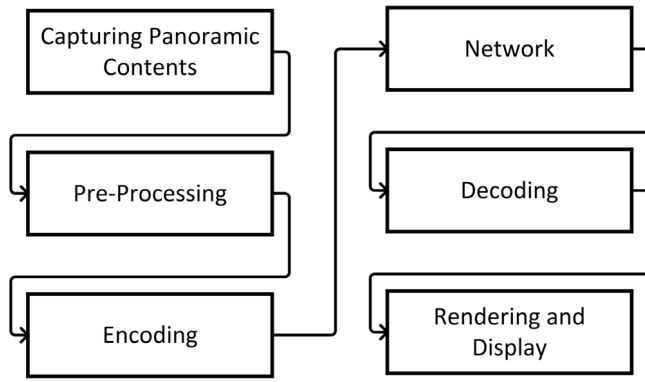 Capturing Panoramic
Contents
Pre-Processing
Encoding
Network
Decoding
Rendering and
Display